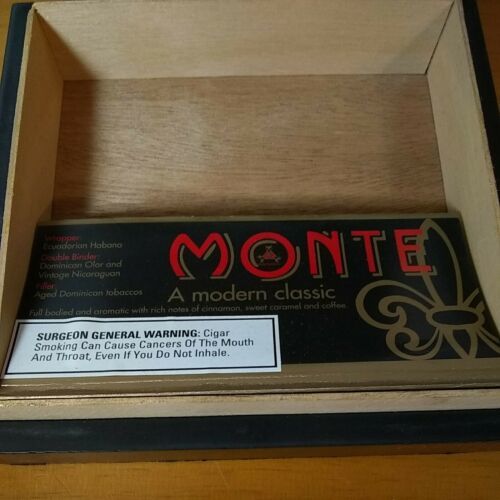 Wrapper:
Ecuadorian Habano
Double Binder:
Dominican Olor and
Vintage Nicaraguan
Filler
Aged Dominican tobaccos
MONTE
A modern classic
Full bodied and aromatic with rich notes of cinnamon, sweet caramel and coffee.
SURGEON GENERAL WARNING: Cigar
Smoking Can Cause Cancers Of The Mouth
And Throat, Even If You Do Not Inhale.